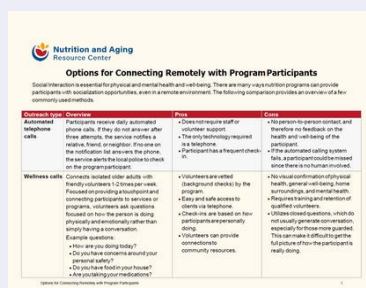 Nutrition and Aging
Resource Center
Options for Connecting Remotely with Program Participants
Social Interaction is essential for physical and mental health and well-being. There are many ways nutrition programs can provide
participants with socialization opportunities, even in a remote environment. The following comparison provides an overview of a few
commonly used methods.
Outreach type Overview Pros Cons
Automated
telephone
calls
Participants receive daily automated
phone calls. If they do not answer after
three attempts, the service notifies a
relative, friend, or neighbor. If no one on
the notification list answers the phone,
the service alerts the local police to check
on the program participant.
• Does not require staff or
volunteer support.
• The only technology required
is a telephone.
• Participant has a frequent check-
in.
• No person-to-person contact, and
therefore no feedback on the
health and well-being of the
participant.
• If the automated calling system
fails, a participant could be missed
since there is no human involved.
Wellness calls
Connects isolated older adults with
friendly volunteers 1-2 times per week.
Focused on providing a touchpoint and
connecting participants to services or
programs, volunteers ask questions
focused on how the person is doing
physically and emotionally rather than
simply having a conversation.
Example questions:
• How are you doing today?
• Do you have concerns around your
personal safety?
• Do you have food in your house?
• Are you taking your medications?
• Volunteers are vetted
(background checks) by the
program.
• Easy and safe access to
clients via telephone.
• Check-ins are based on how
participants are personally
doing.
• Volunteers can provide
connections to
community resources.
• No visual confirmation of physical
health, general well-being, home
surroundings, and mental health.
• Requires training and retention of
qualified volunteers.
• Utilizes closed questions, which do
not usually generate conversation,
especially for those more guarded.
This can make it difficult to get the
full picture of how the participant is
really doing.
Options for Connecting Remotely with Program Participants 1